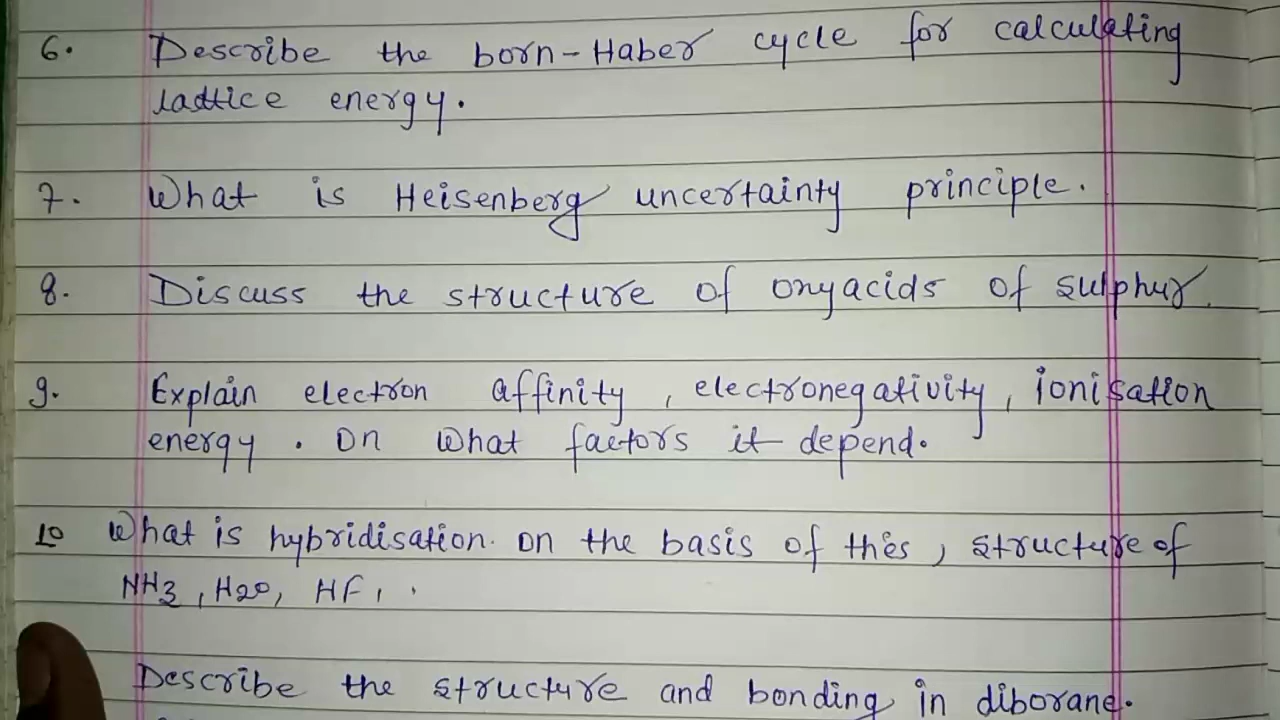 6. Describe the born-Haber cycle for calculating
lattice energy.
7. What is Heisenberg uncertainty principle.
8. Discuss the structure of onyacids of sulphur.
9. Explain electron affinity, electronegativity, ionisation
energy. On what factors it depend.
10 What is hybridisation. On the basis of thes, structure of
NH3, H2O, HF, .
Describe the structure and bonding in diborane.